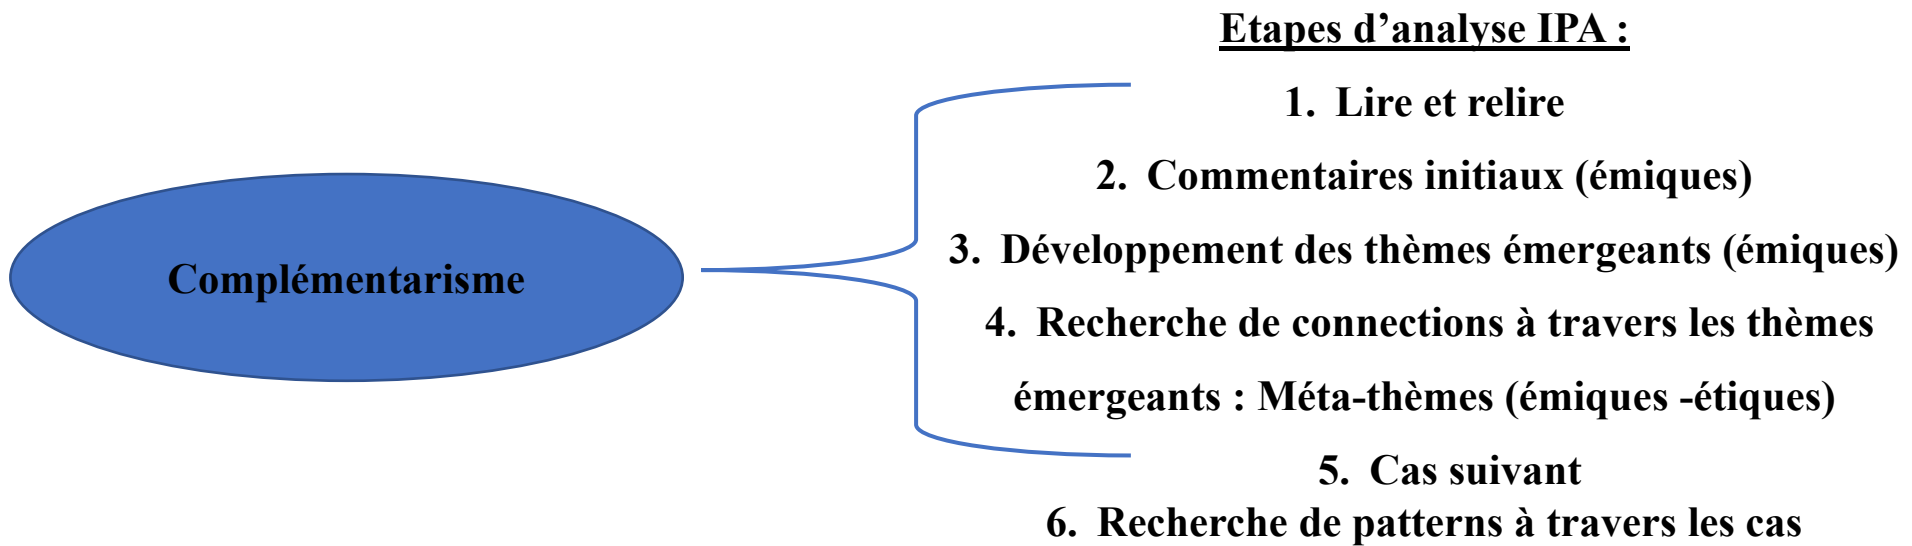 Etapes d’analyse IPA :
1. Lire et relire
2. Commentaires initiaux (émiques)
3. Développement des thèmes émergeants (émiques)
4. Recherche de connections à travers les thèmes
émergeants : Méta-thèmes (émiques -étiques)
5. Cas suivant
6. Recherche de patterns à travers les cas
Complémentarisme